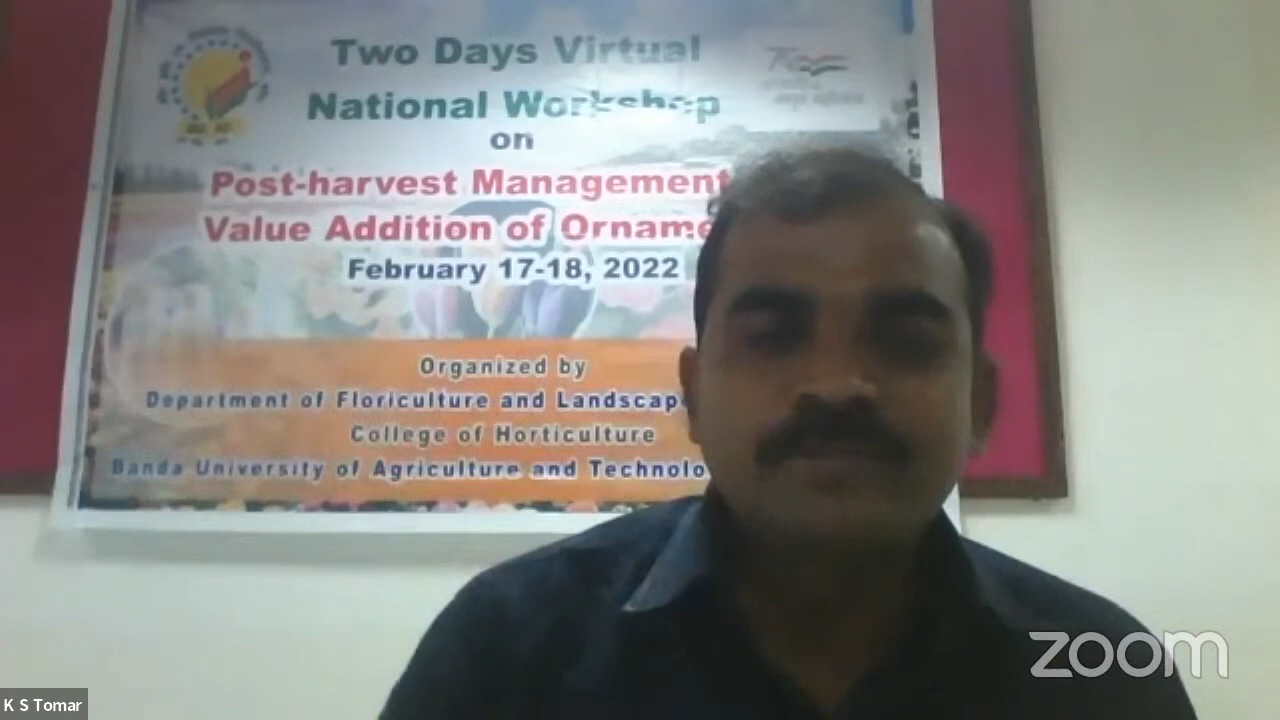 Two Days Virtual
National Workshop
on
Post-harvest Management
Value Addition of
February 17-18, 2022
Organized by
Department of Floriculture and
College of Horticulture
Banda University of Agriculture and
K S Tomar
zoom